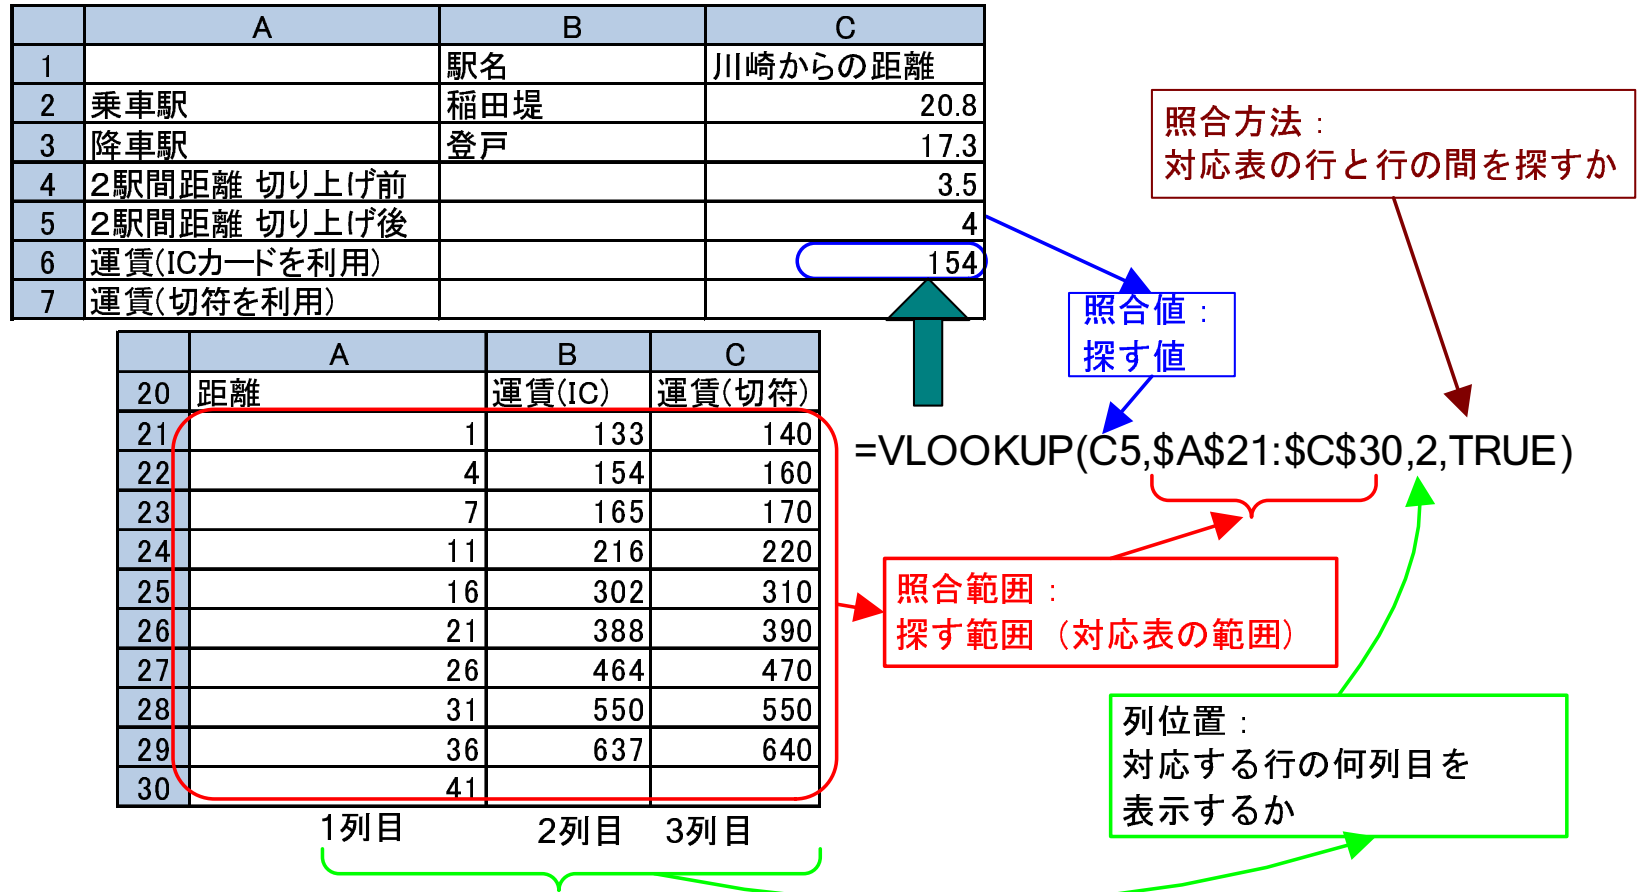 A B C
1 駅名 川崎からの距離
2 乗車駅 稲田堤 20.8
3 降車駅 登戸 17.3
4 2駅間距離 切り上げ前 3.5
5 2駅間距離 切り上げ後 4
6 運賃(ICカードを利用) 154
7 運賃(切符を利用)
照合方法：
対応表の行と行の間を探すか
照合値：
探す値
=VLOOKUP(C5,$A$21:$C$30,2,TRUE)
A B C
20 距離 運賃(IC) 運賃(切符)
21 1 133 140
22 4 154 160
23 7 165 170
24 11 216 220
25 16 302 310
26 21 388 390
27 26 464 470
28 31 550 550
29 36 637 640
30 41
1列目 2列目 3列目
照合範囲：
探す範囲（対応表の範囲）
列位置：
対応する行の何列目を
表示するか